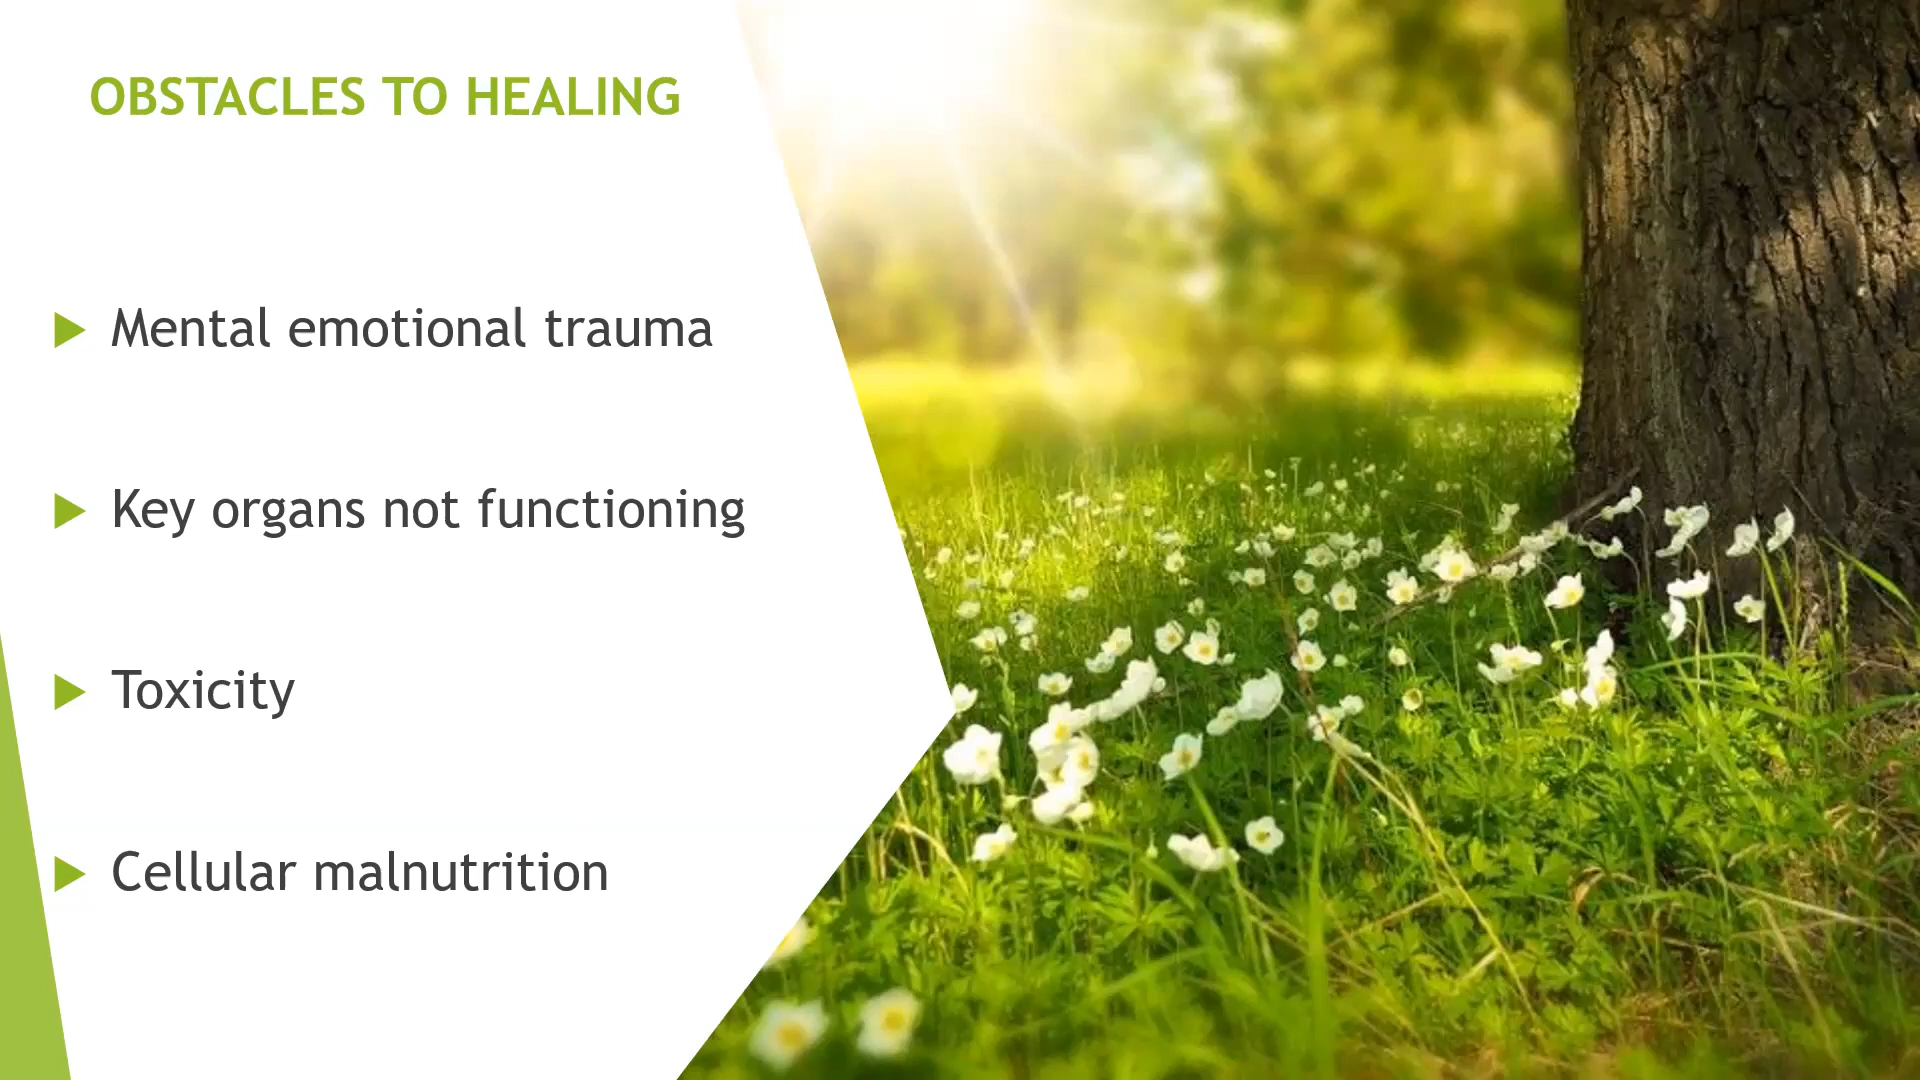 OBSTACLES TO HEALING
Mental emotional trauma
Key organs not functioning
Toxicity
Cellular malnutrition